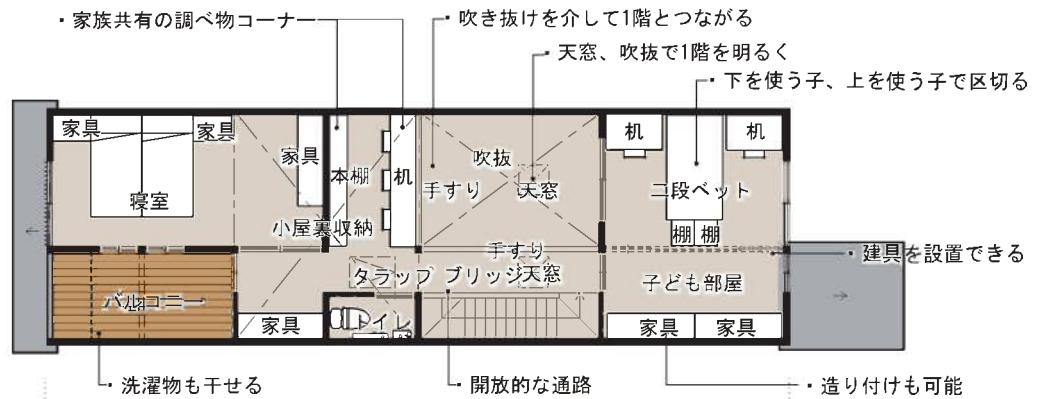 ・家族共有の調べ物コーナー
・吹き抜けを介して1階とつながる
・天窓、吹抜で1階を明るく
・下を使う子、上を使う子で区切る
家具
家具
家具
寝室
本棚
机
小屋裏収納
吹抜
手すり
天窓
机
机
二段ベット
棚
棚
手すり
タラップ
ブリッジ
天窓
・建具を設置できる
子ども部屋
バルコニー
家具
トイレ
家具
家具
・洗濯物も干せる
・開放的な通路
・造り付けも可能